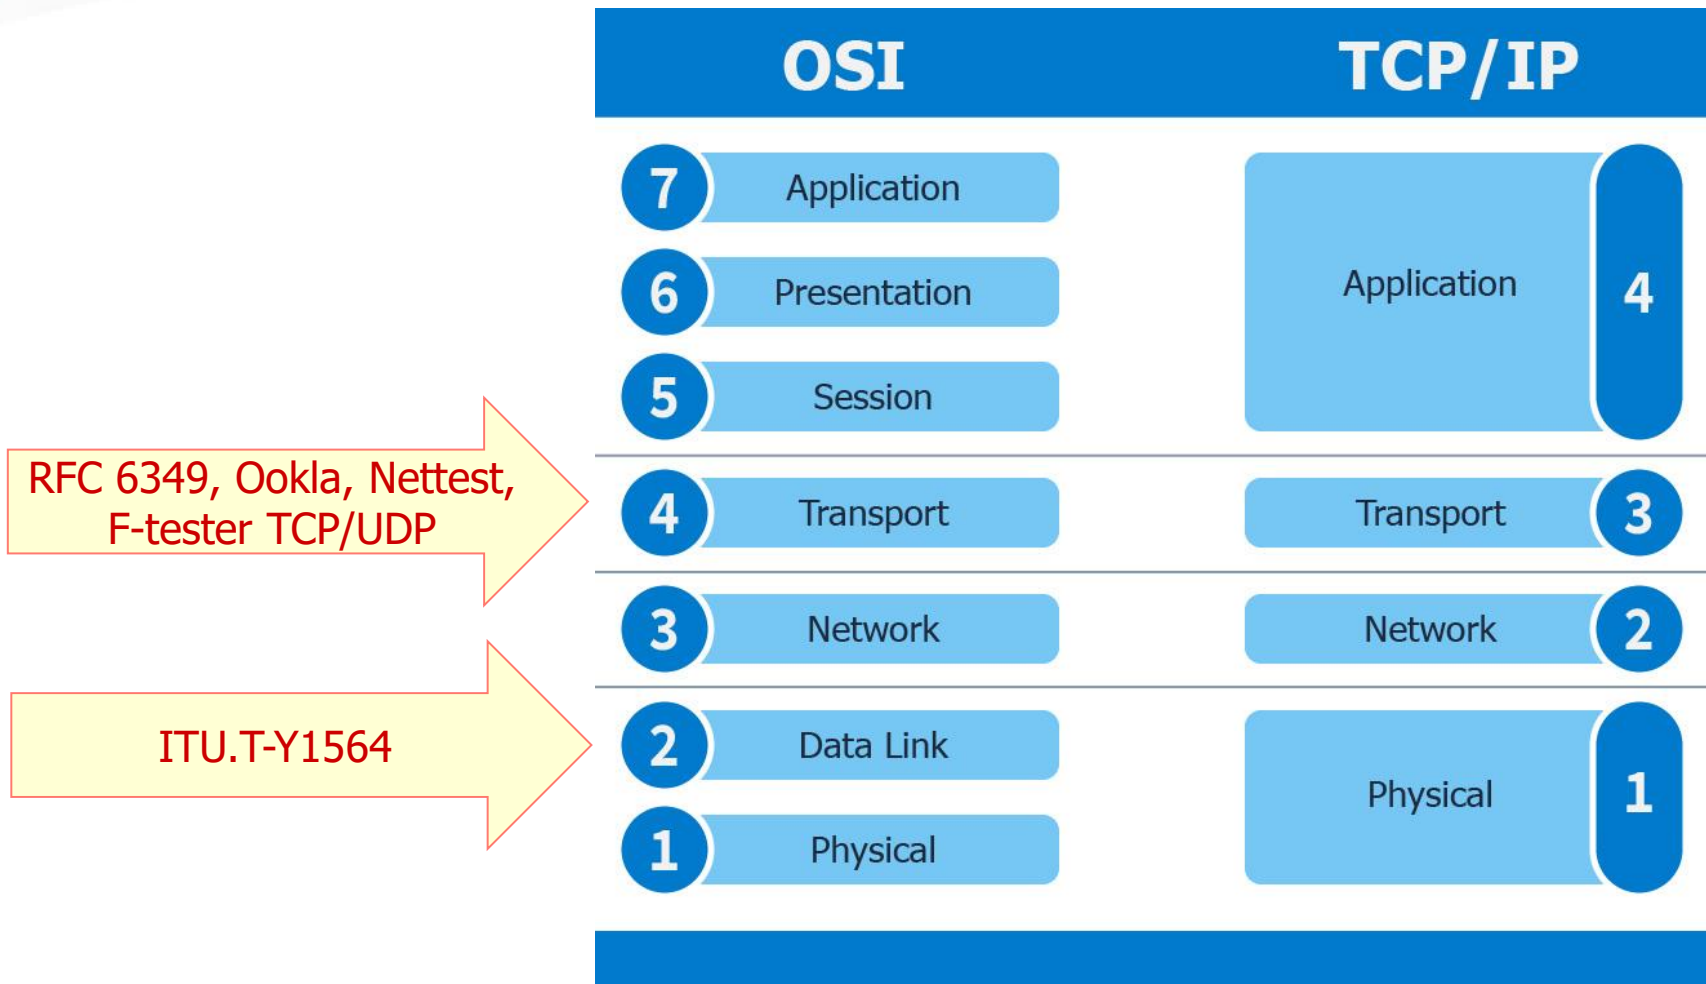 OSI
TCP/IP
7
Application
6
Presentation
5
Session
Application
4
RFC 6349, Ookla, Nettest,
F-tester TCP/UDP
4
Transport
Transport
3
3
Network
Network
2
ITU.T-Y1564
2
Data Link
1
Physical
Physical
1